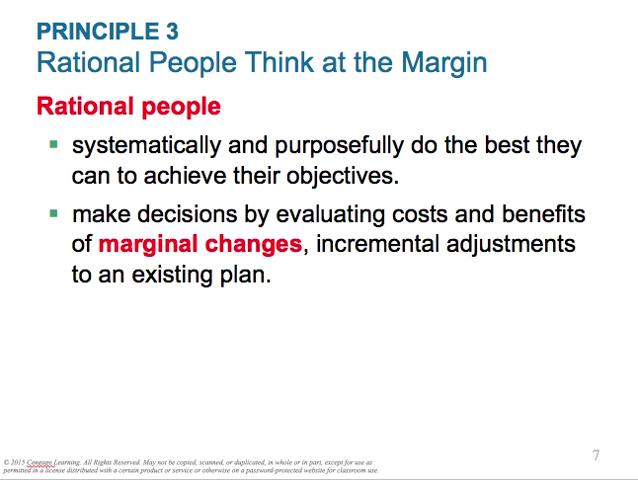 PRINCIPLE 3
Rational People Think at the Margin
Rational people
▪ systematically and purposefully do the best they
can to achieve their objectives.
▪ make decisions by evaluating costs and benefits
of marginal changes, incremental adjustments
to an existing plan.
© 2015 Cengage Learning. All Rights Reserved. May not be copied, scanned, or duplicated, in whole or in part, except for use as
permitted in a license distributed with a certain product or service or otherwise on a password-protected website for classroom use.
7